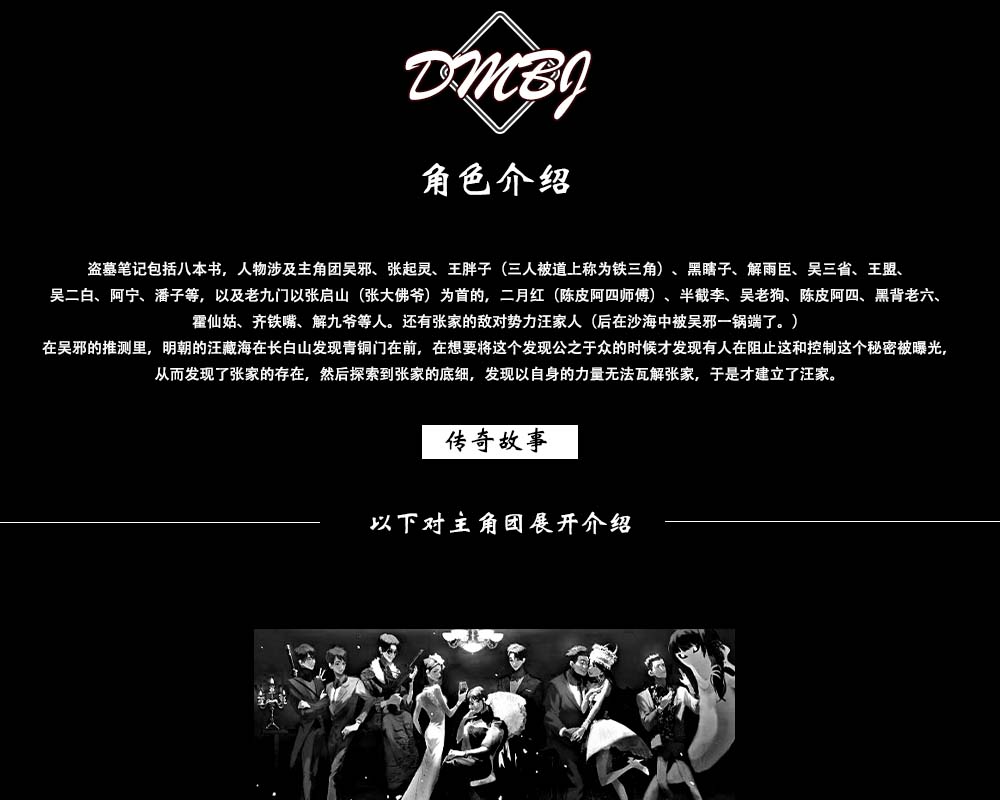 DMBJ
角色介绍
盗墓笔记包括八本书，人物涉及主角团吴邪、张起灵、王胖子（三人被道上称为铁三角）、黑瞎子、解雨臣、吴三省、王盟、
吴二白、阿宁、潘子等，以及老九门以张启山（张大佛爷）为首的，二月红（陈皮阿四师傅）、半截李、吴老狗、陈皮阿四、黑背老六、
霍仙姑、齐铁嘴、解九爷等人。还有张家的敌对势力汪家人（后在沙海中被吴邪一锅端了。）
在吴邪的推测里，明朝的汪藏海在长白山发现青铜门在前，在想要将这个发现公之于众的时候才发现有人在阻止这和控制这个秘密被曝光，
从而发现了张家的存在，然后探索到张家的底细，发现以自身的力量无法瓦解张家，于是才建立了汪家。
传奇故事
以下对主角团展开介绍